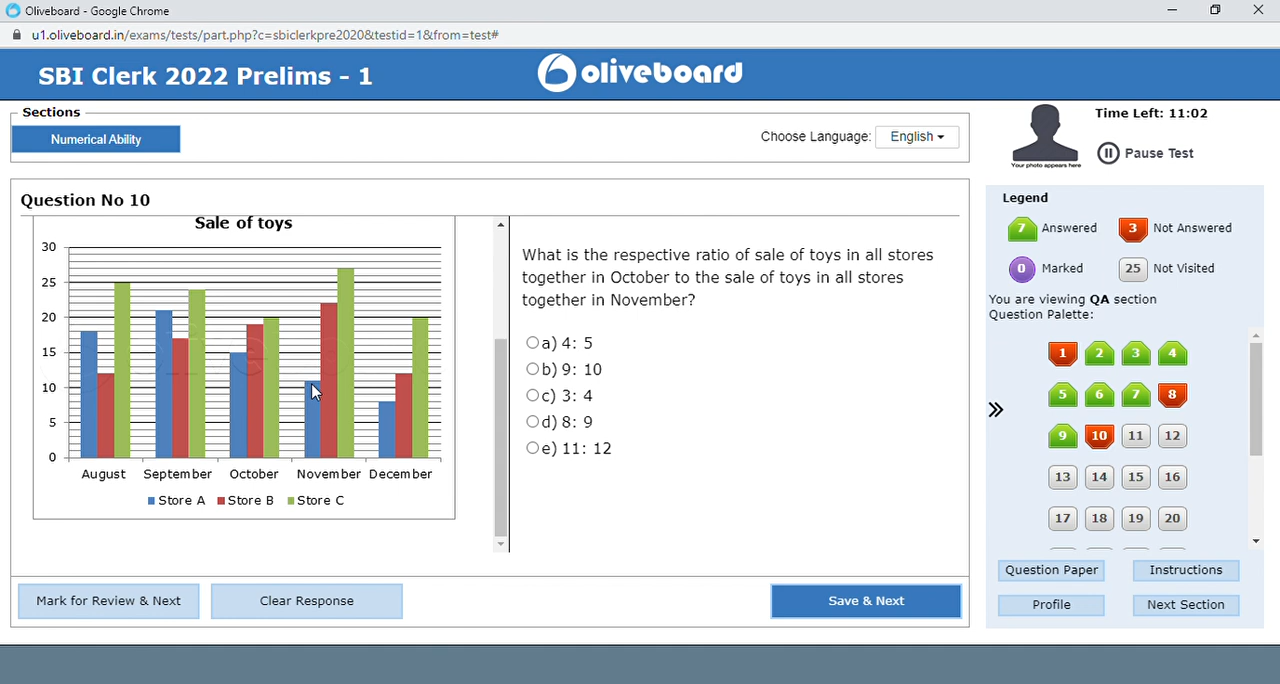 Oliveboard - Google Chrome
u1.oliveboard.in/exams/tests/part.php?c=sbiclerkpre2020&testid=1&from=test#
SBI Clerk 2022 Prelims - 1
oliveboard
Sections
Numerical Ability
Choose Language: English
Your photo appears here
Time Left: 11:02
Pause Test
Question No 10
Sale of toys
30
25
20
15
10
5
0
August September October November December
Store A Store B Store C
What is the respective ratio of sale of toys in all stores
together in October to the sale of toys in all stores
together in November?
a) 4: 5
b) 9: 10
c) 3: 4
d) 8: 9
e) 11: 12
Legend
7 Answered 3 Not Answered
0 Marked 25 Not Visited
You are viewing QA section
Question Palette:
1 2 3 4
5 6 7 8
9 10 11 12
13 14 15 16
17 18 19 20
Question Paper Instructions
Profile Next Section
Mark for Review & Next Clear Response Save & Next